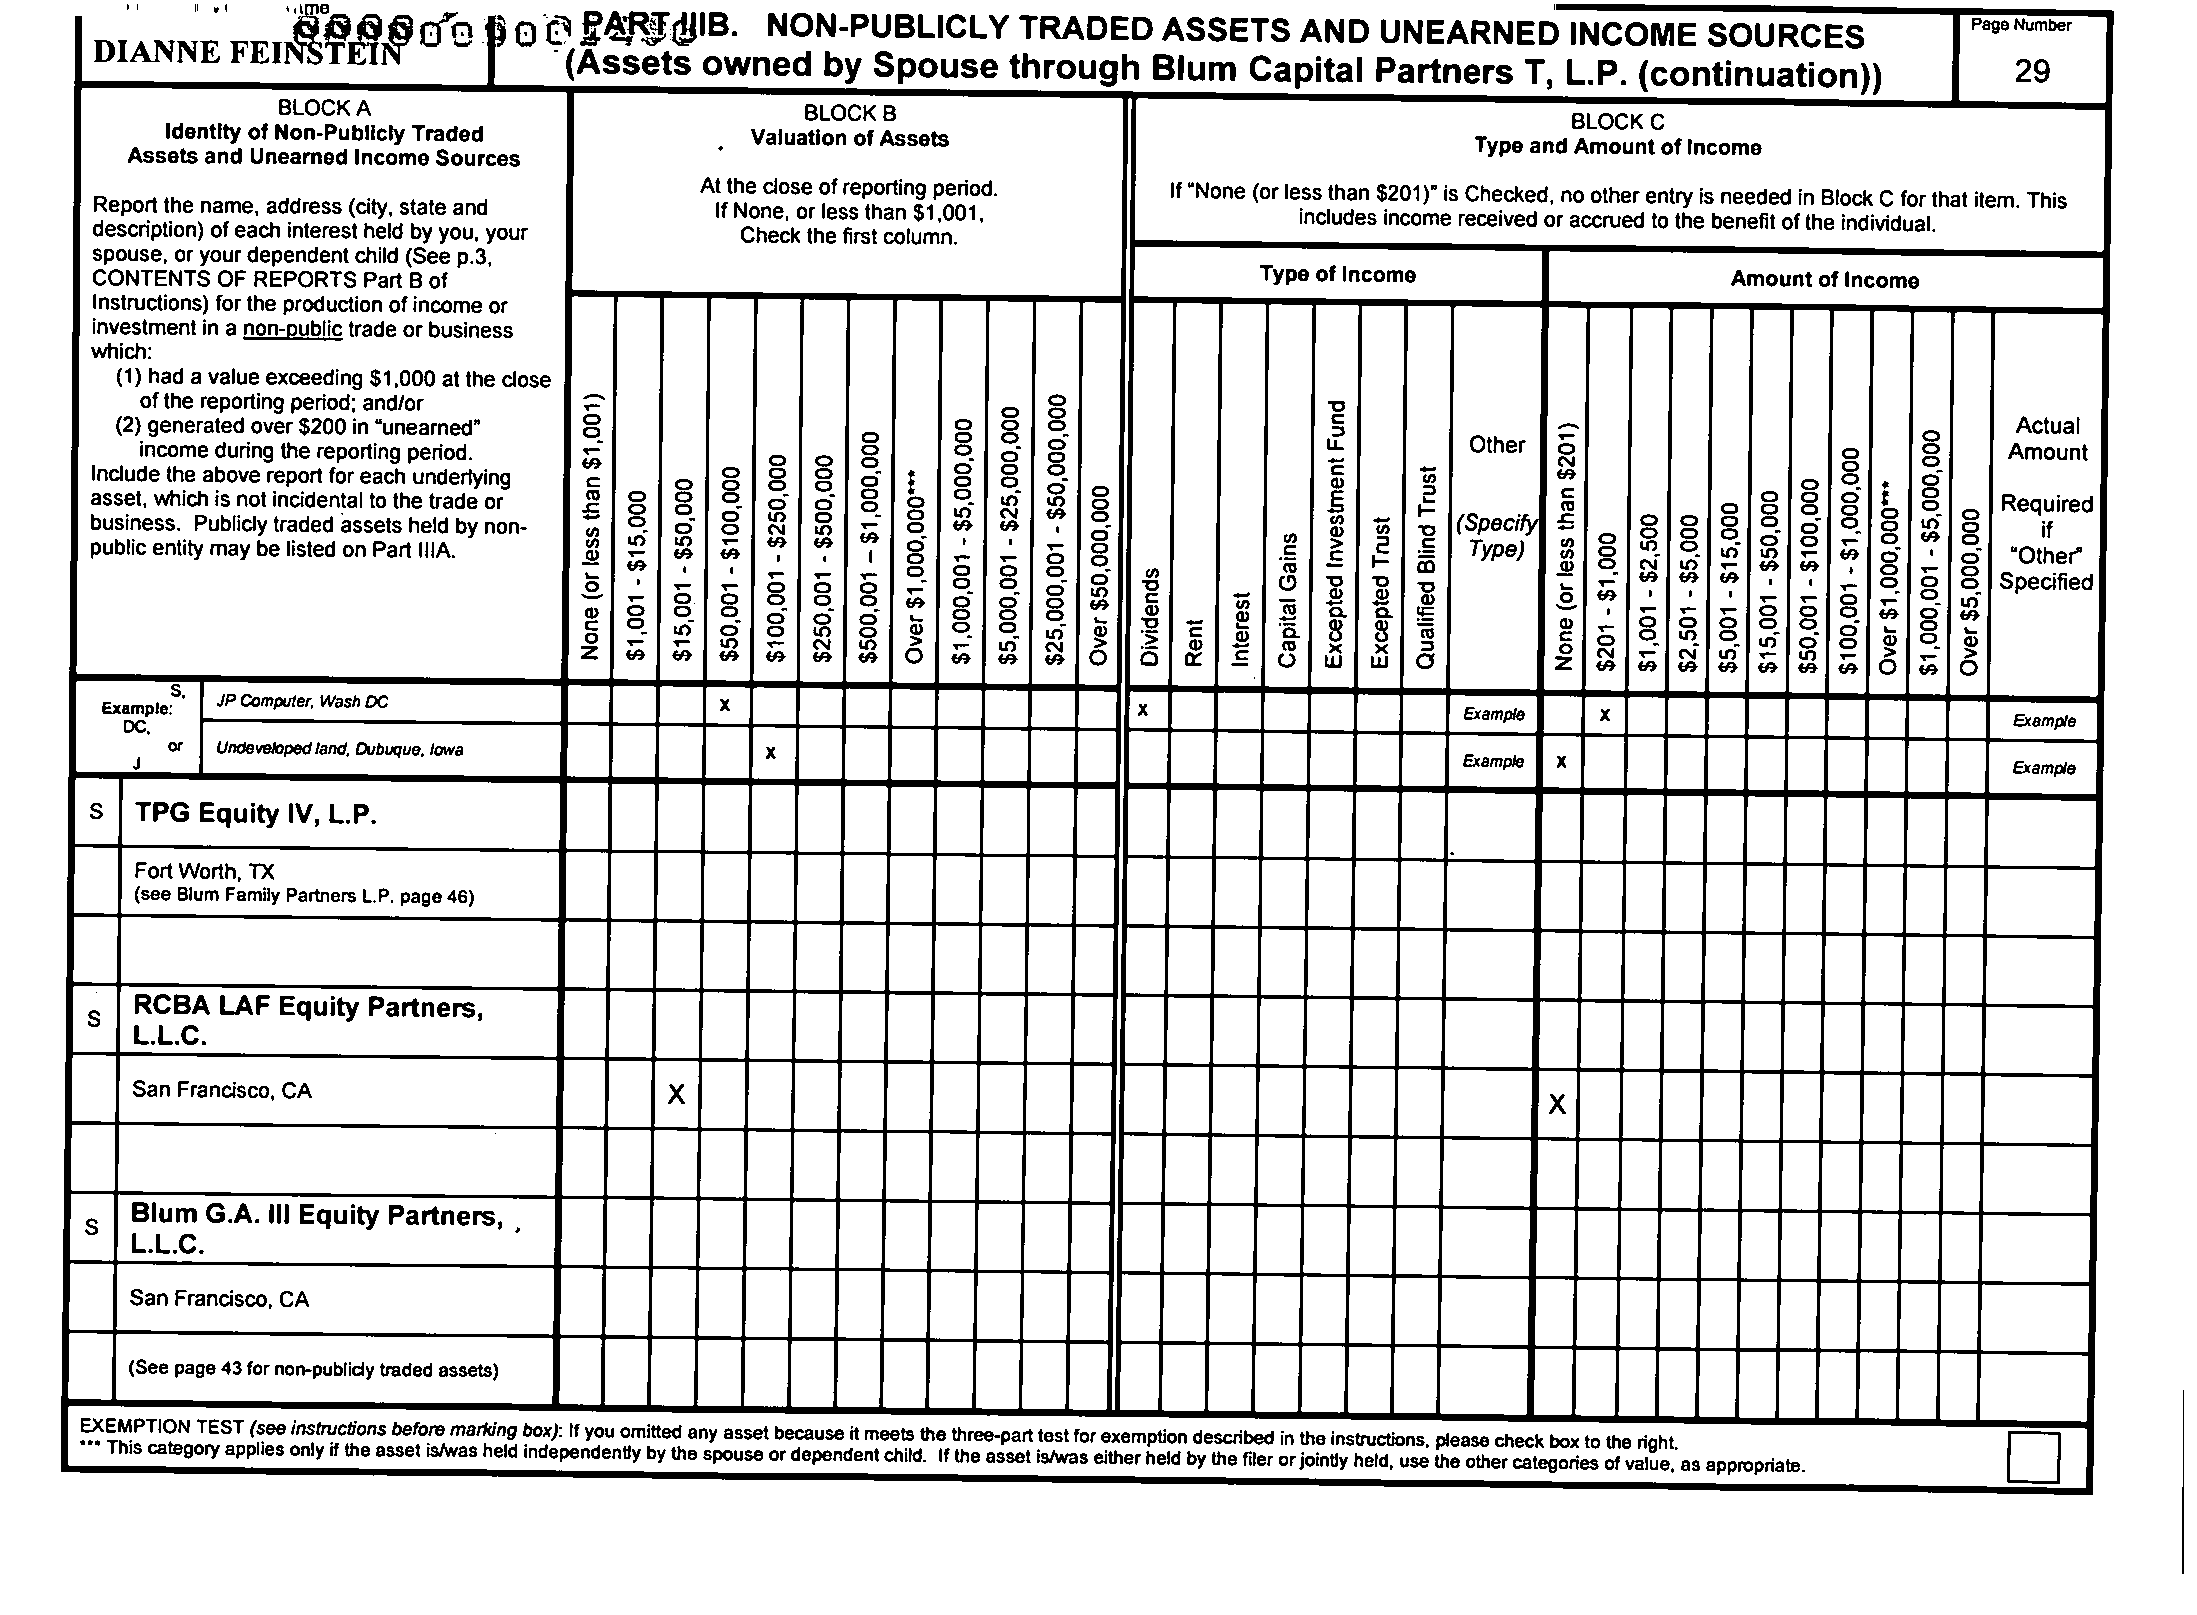 DIANNE FEINSTEIN
PART IIIB. NON-PUBLICLY TRADED ASSETS AND UNEARNED INCOME SOURCES
(Assets owned by Spouse through Blum Capital Partners T, L.P. (continuation))
Page Number
29
BLOCK A
Identity of Non-Publicly Traded
Assets and Unearned Income Sources
Report the name, address (city, state and
description) of each interest held by you, your
spouse, or your dependent child (See p.3,
CONTENTS OF REPORTS Part B of
Instructions) for the production of income or
investment in a non-public trade or business
which:
(1) had a value exceeding $1,000 at the close
of the reporting period; and/or
(2) generated over $200 in "unearned"
income during the reporting period.
Include the above report for each underlying
asset, which is not incidental to the trade or
business. Publicly traded assets held by non-
public entity may be listed on Part IIIA.
BLOCK B
Valuation of Assets
At the close of reporting period.
If None, or less than $1,001,
Check the first column.
None (or less than $1,001)
$1,001 - $15,000
$15,001 - $50,000
$50,001 - $100,000
$100,001 - $250,000
$250,001 - $500,000
$500,001 – $1,000,000
Over $1,000,000***
$1,000,001 - $5,000,000
$5,000,001 - $25,000,000
$25,000,001 - $50,000,000
Over $50,000,000
BLOCK C
Type and Amount of Income
If "None (or less than $201)" is Checked, no other entry is needed in Block C for that item. This
includes income received or accrued to the benefit of the individual.
Type of Income
Dividends
Rent
Interest
Capital Gains
Excepted Investment Fund
Excepted Trust
Qualified Blind Trust
Other
(Specify
Type)
Amount of Income
None (or less than $201)
$201 - $1,000
$1,001 - $2,500
$2,501 - $5,000
$5,001 - $15,000
$15,001 - $50,000
$50,001 - $100,000
$100,001 - $1,000,000
Over $1,000,000***
$1,000,001 - $5,000,000
Over $5,000,000
Actual
Amount
Required
if
"Other"
Specified
Example:
S,
DC,
or
J
JP Computer, Wash DC X X Example X Example
Undeveloped land, Dubuque, Iowa X Example X Example
S TPG Equity IV, L.P.
Fort Worth, TX
(see Blum Family Partners L.P. page 46)
S RCBA LAF Equity Partners,
L.L.C.
San Francisco, CA X X
S Blum G.A. III Equity Partners,
L.L.C.
San Francisco, CA
(See page 43 for non-publicly traded assets)
EXEMPTION TEST (see instructions before marking box): If you omitted any asset because it meets the three-part test for exemption described in the instructions, please check box to the right.
*** This category applies only if the asset is/was held independently by the spouse or dependent child. If the asset is/was either held by the filer or jointly held, use the other categories of value, as appropriate.